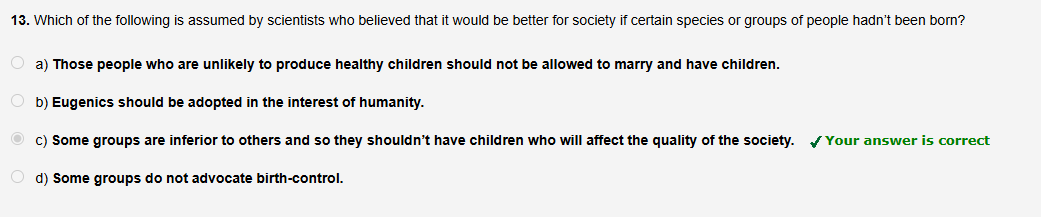 13. Which of the following is assumed by scientists who believed that it would be better for society if certain species or groups of people hadn't been born?
a) Those people who are unlikely to produce healthy children should not be allowed to marry and have children.
b) Eugenics should be adopted in the interest of humanity.
c) Some groups are inferior to others and so they shouldn't have children who will affect the quality of the society. ✓ Your answer is correct
d) Some groups do not advocate birth-control.